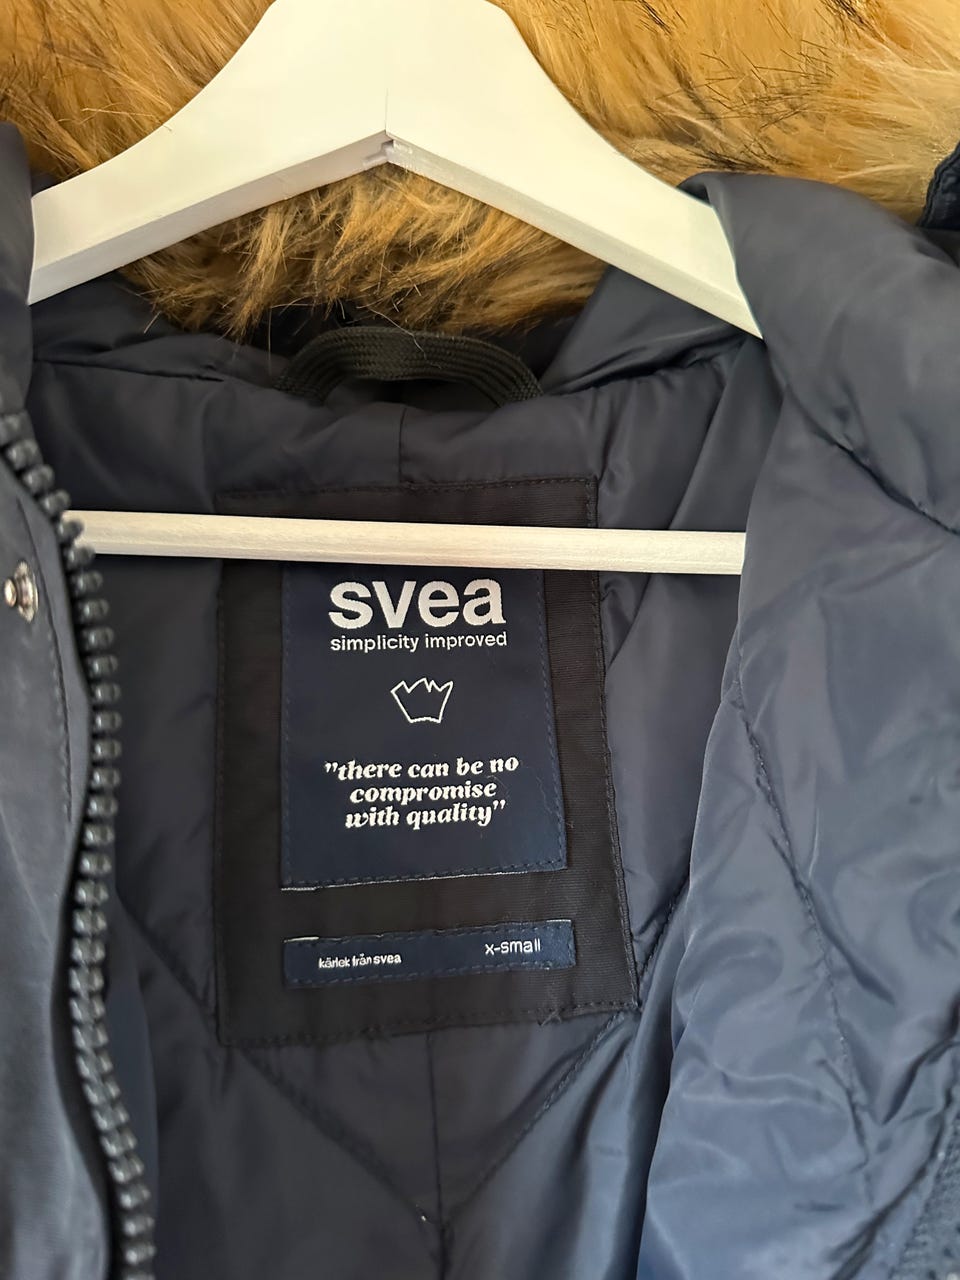 svea
simplicity improved
"there can be no
compromise
with quality"
kärlek från svea
x-small